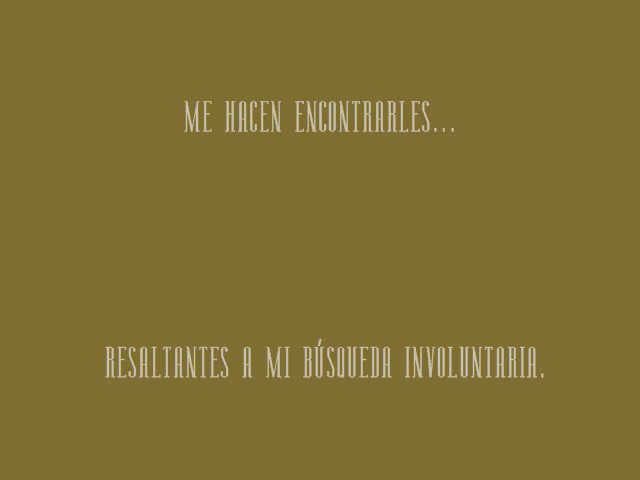 ME HACEN ENCONTRARLES...
RESALTANTES A MI BÚSQUEDA INVOLUNTARIA.